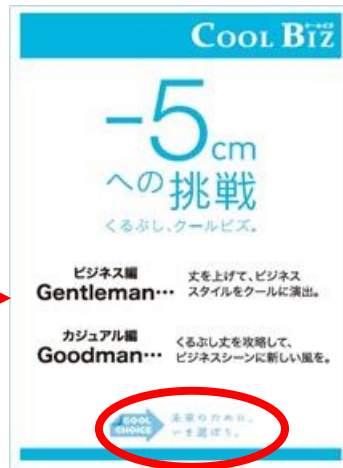 COOL BIZ
クールビズ
-5cm
への挑戦
くるぶし、クールビズ。
ビジネス編
Gentleman…
丈を上げて、ビジネス
スタイルをクールに演出。
カジュアル編
Goodman…
くるぶし丈を攻略して、
ビジネスシーンに新しい風を。
COOL
CHOICE
未来のために、
いま選ぼう。